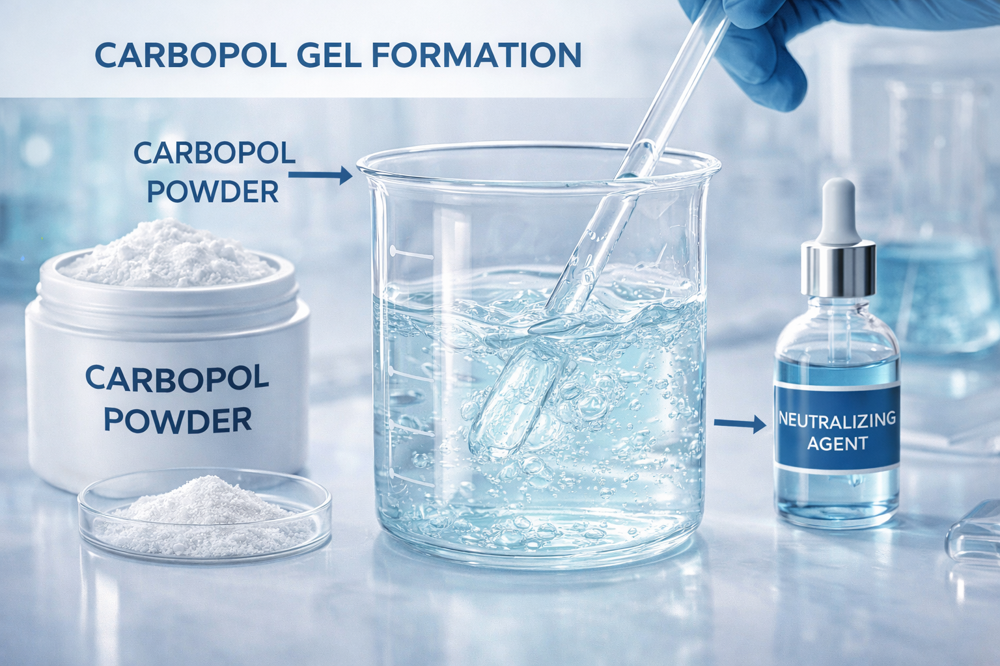 CARBOPOL GEL FORMATION
CARBOPOL
POWDER
CARBOPOL
POWDER
NEUTRALIZING
AGENT